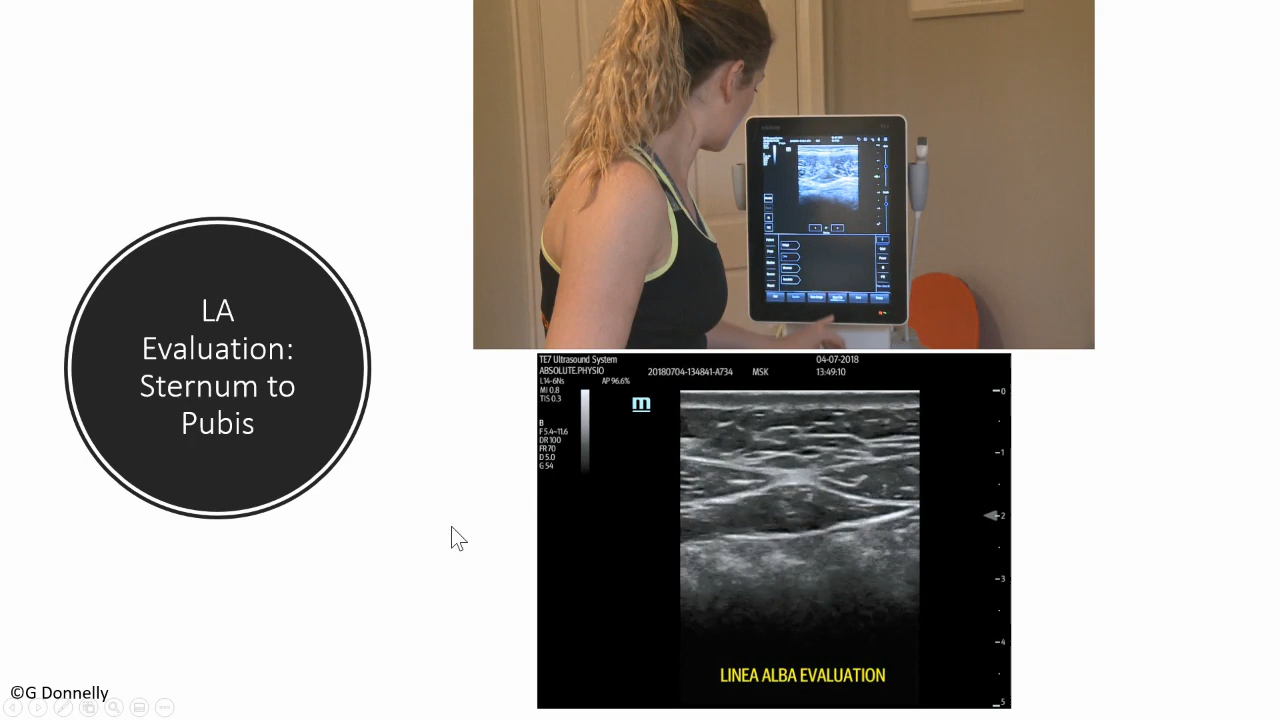 LA
Evaluation:
Sternum to
Pubis
TE7 Ultrasound System
ABSOLUTE.PHYSIO
20180704-134841-A734
MSK
04-07-2018
13:49:10
L14-6Ns
AP 96.6%
MI 0.8
TIS 0.3
m
B
F 5.4-11.6
DR 100
FR 70
D 5.0
G 54
0
1
2
3
4
5
LINEA ALBA EVALUATION
©G Donnelly